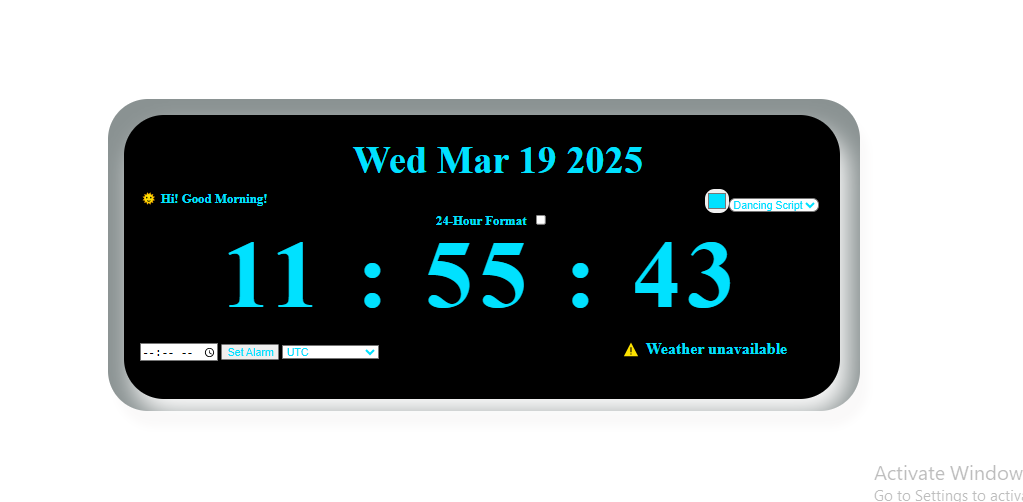 Wed Mar 19 2025
Hi! Good Morning!
Dancing Script
24-Hour Format
11 : 55 : 43
--:-- --
Set Alarm
UTC
Weather unavailable
Activate Window
Go to Settings to activ